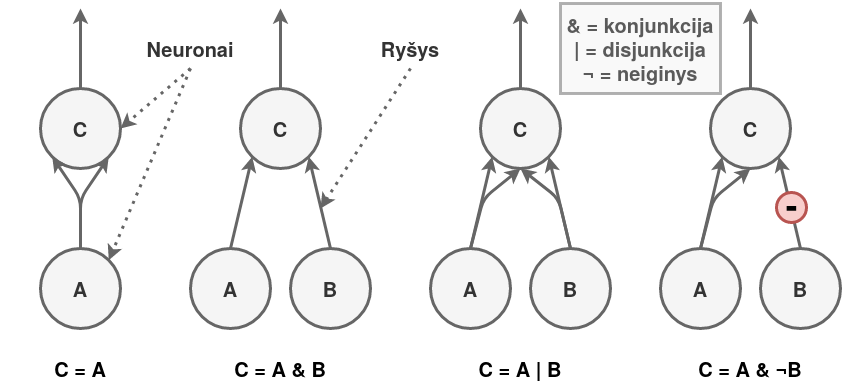 Neuronai
Ryšys
& = konjunkcija
| = disjunkcija
¬ = neiginys
C
C
C
C
-
A
A
B
A
B
A
B
C = A
C = A & B
C = A | B
C = A & ¬B